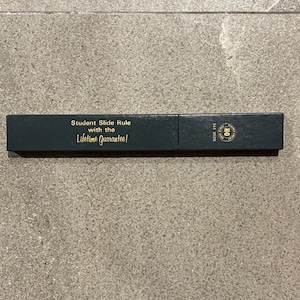 Student Slide Rule
with the
Lifetime Guarantee!